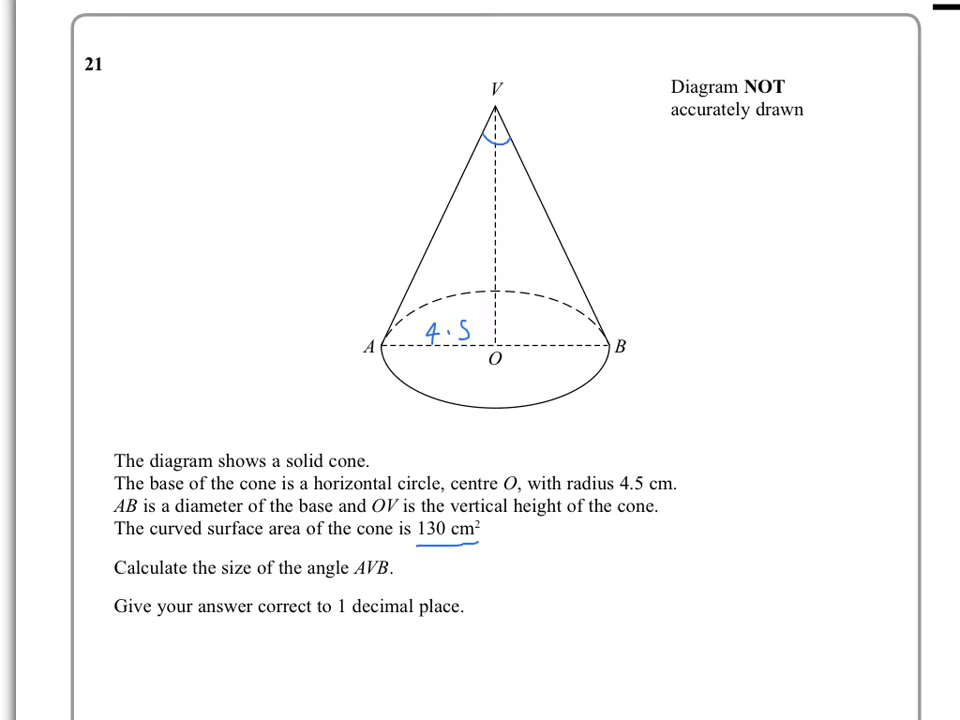 21
V
Diagram NOT
accurately drawn
4.5
A
B
O
The diagram shows a solid cone.
The base of the cone is a horizontal circle, centre O, with radius 4.5 cm.
AB is a diameter of the base and OV is the vertical height of the cone.
The curved surface area of the cone is 130 cm²
Calculate the size of the angle AVB.
Give your answer correct to 1 decimal place.